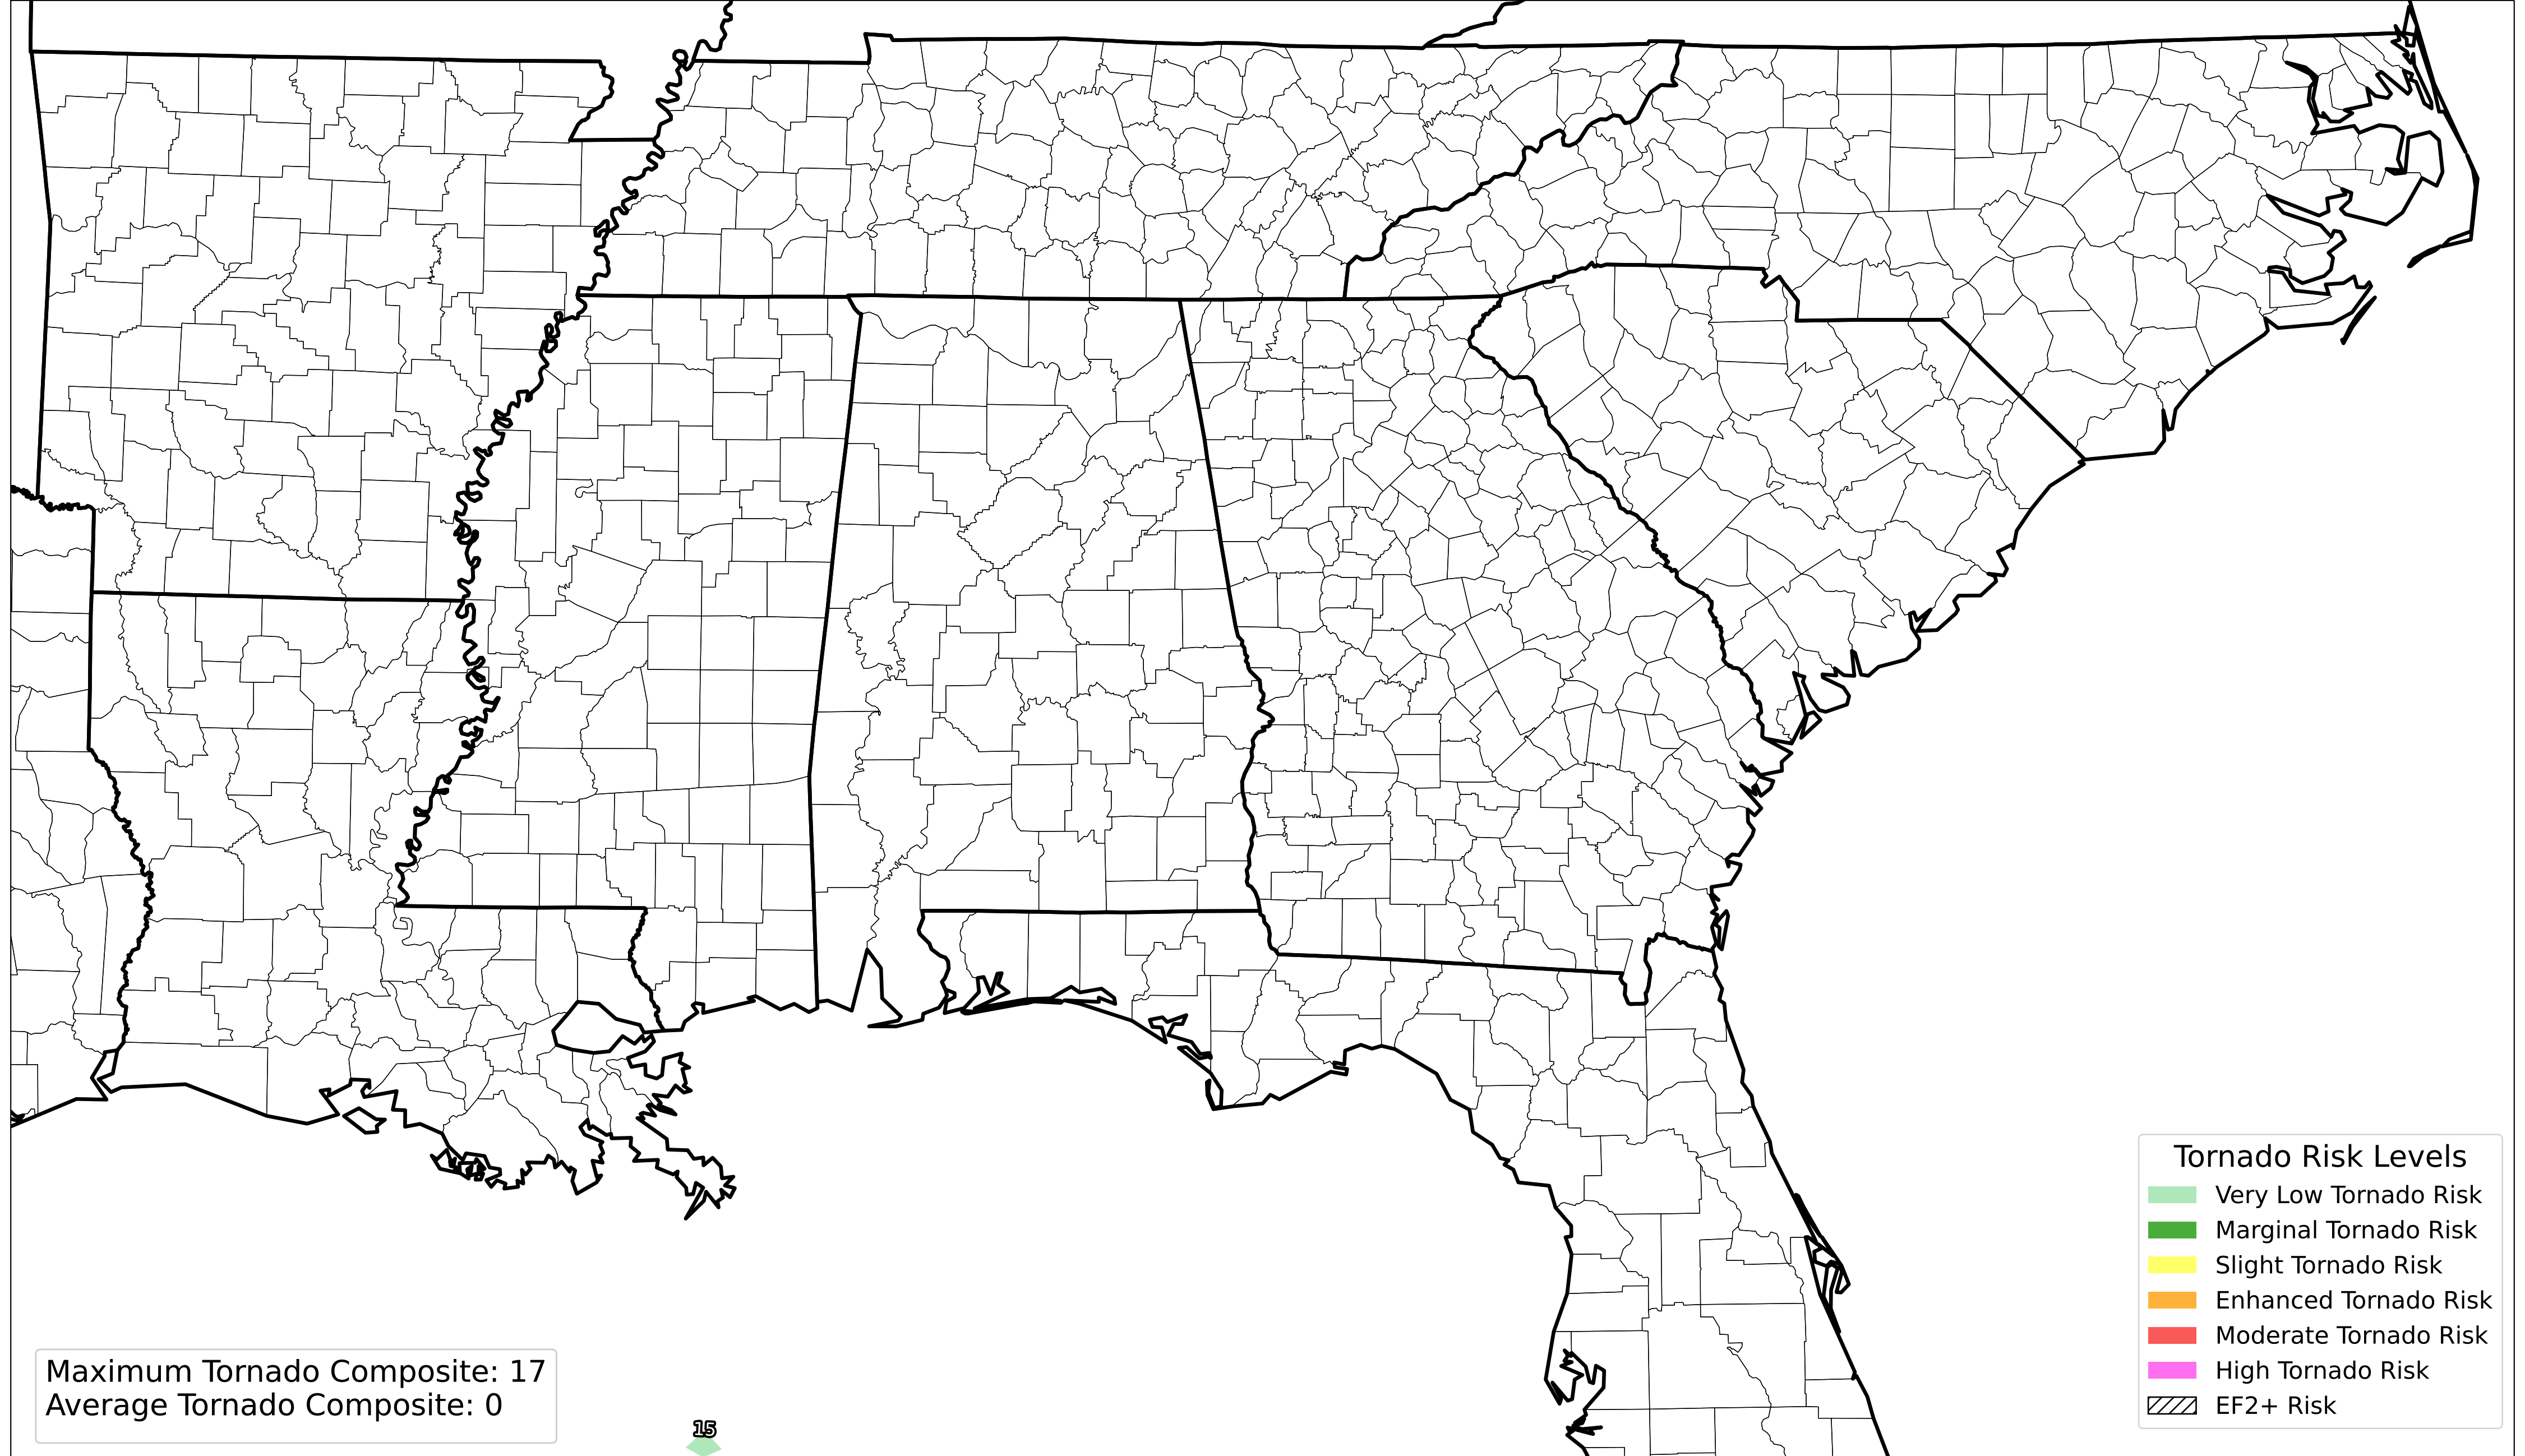 Tornado Risk Levels
Very Low Tornado Risk
Marginal Tornado Risk
Slight Tornado Risk
Enhanced Tornado Risk
Moderate Tornado Risk
High Tornado Risk
EF2+ Risk
Maximum Tornado Composite: 17
Average Tornado Composite: 0
15